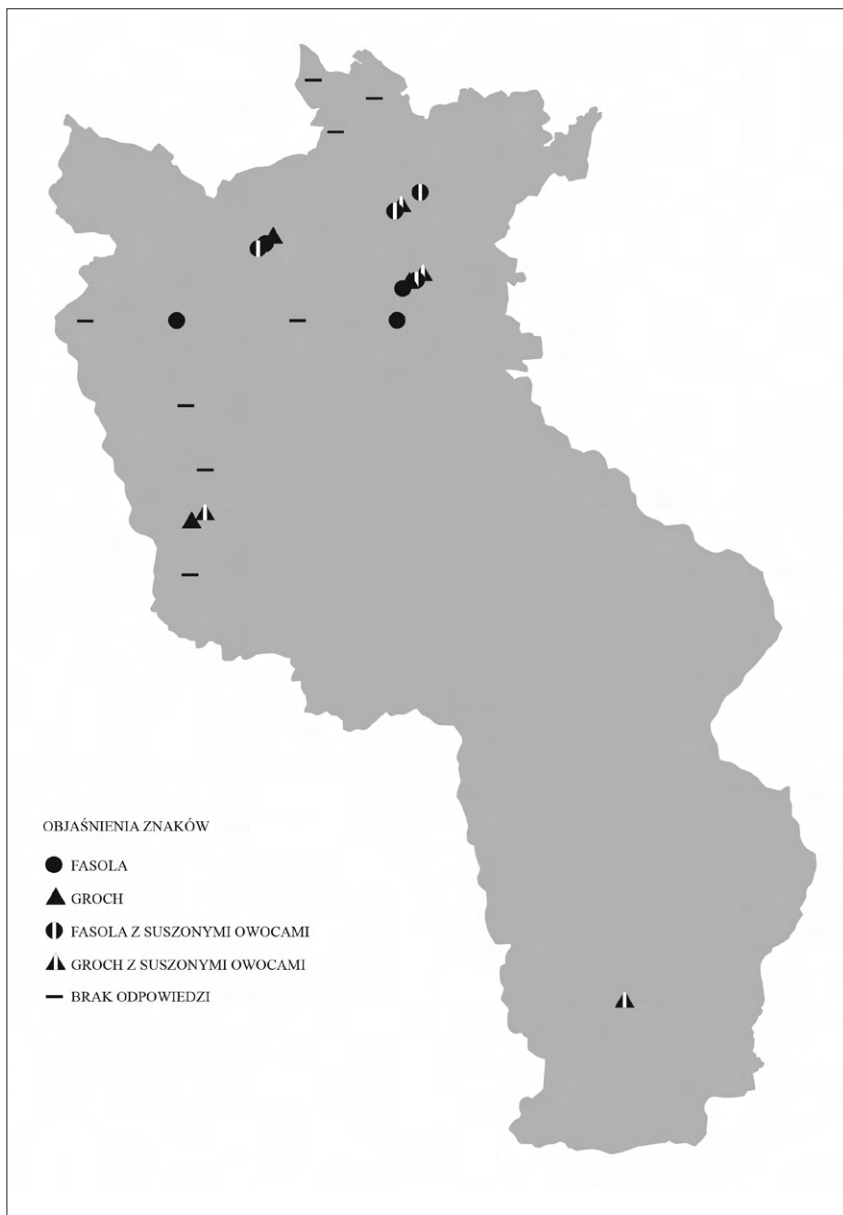 OBJAŚNIENIA ZNAKÓW
FASOLA
GROCH
FASOLA Z SUSZONYMI OWOCAMI
GROCH Z SUSZONYMI OWOCAMI
BRAK ODPOWIEDZI